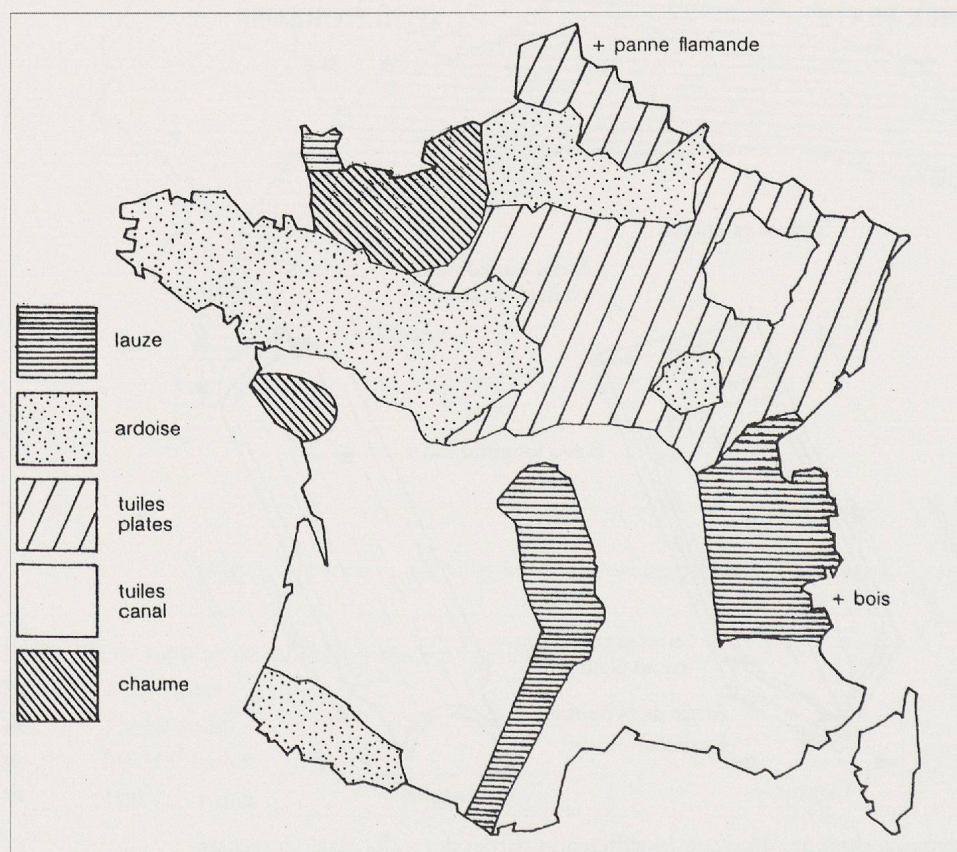 + panne flamande
lauze
ardoise
tuiles
plates
tuiles
canal
+ bois
chaume